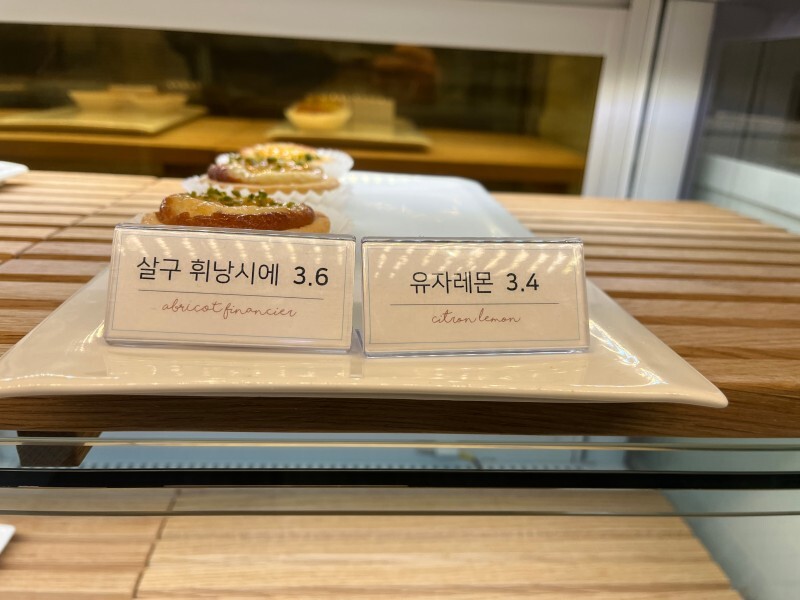 살구 휘낭시에 3.6
abricot financier
유자레몬 3.4
citron lemon